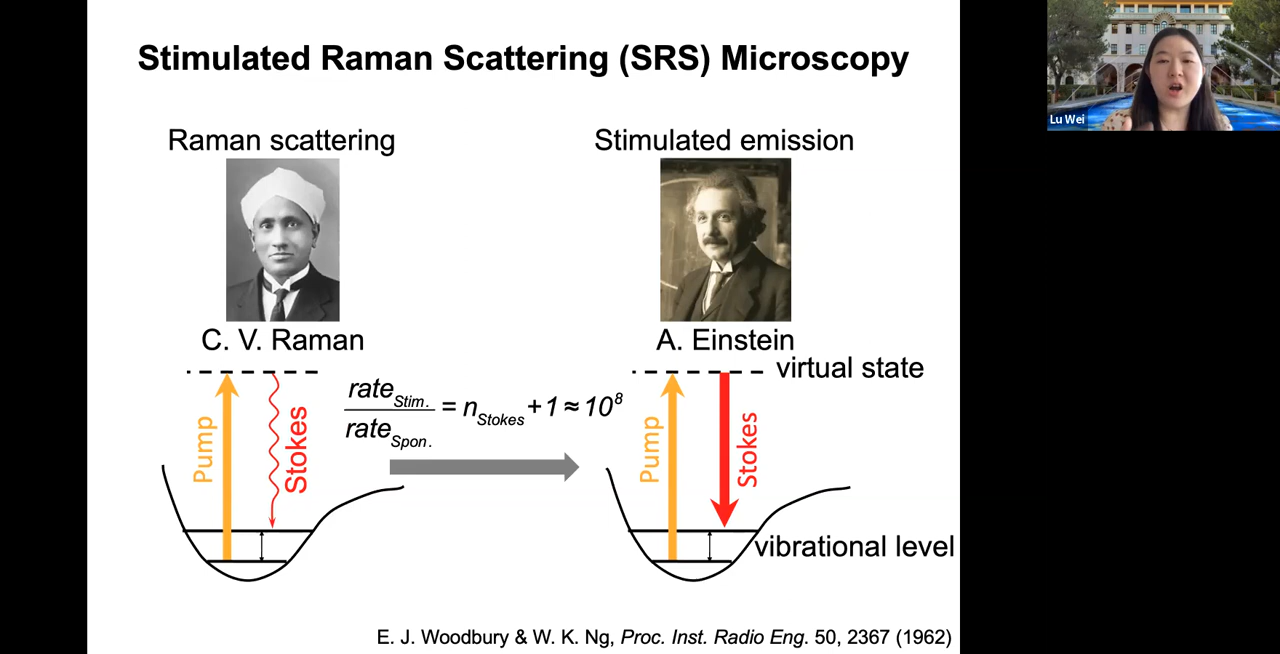 Stimulated Raman Scattering (SRS) Microscopy
Raman scattering
Stimulated emission
C. V. Raman
A. Einstein
virtual state
rate_Stim. / rate_Spon. = n_Stokes + 1 ≈ 10^8
Pump
Stokes
Pump
Stokes
vibrational level
E. J. Woodbury & W. K. Ng, Proc. Inst. Radio Eng. 50, 2367 (1962)
Lu Wei